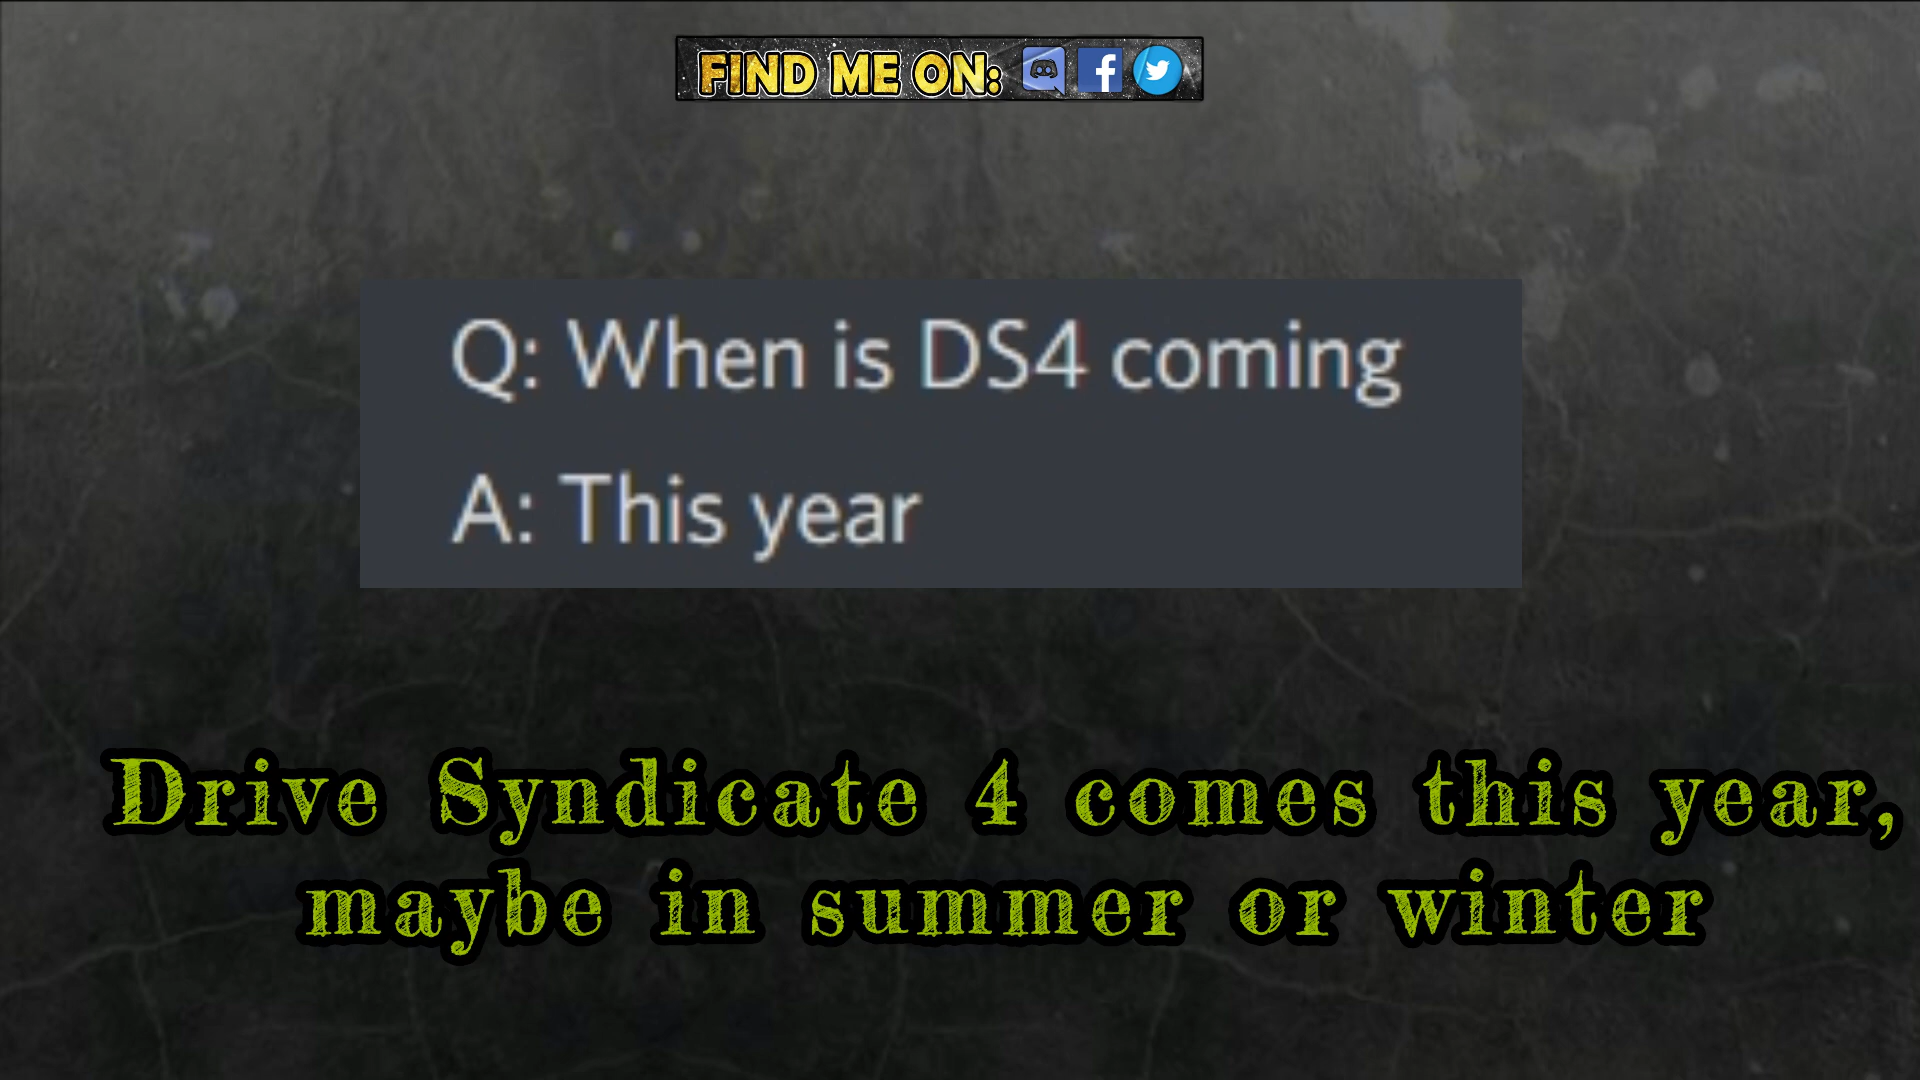 FIND ME ON:
Q: When is DS4 coming
A: This year
Drive Syndicate 4 comes this year,
maybe in summer or winter